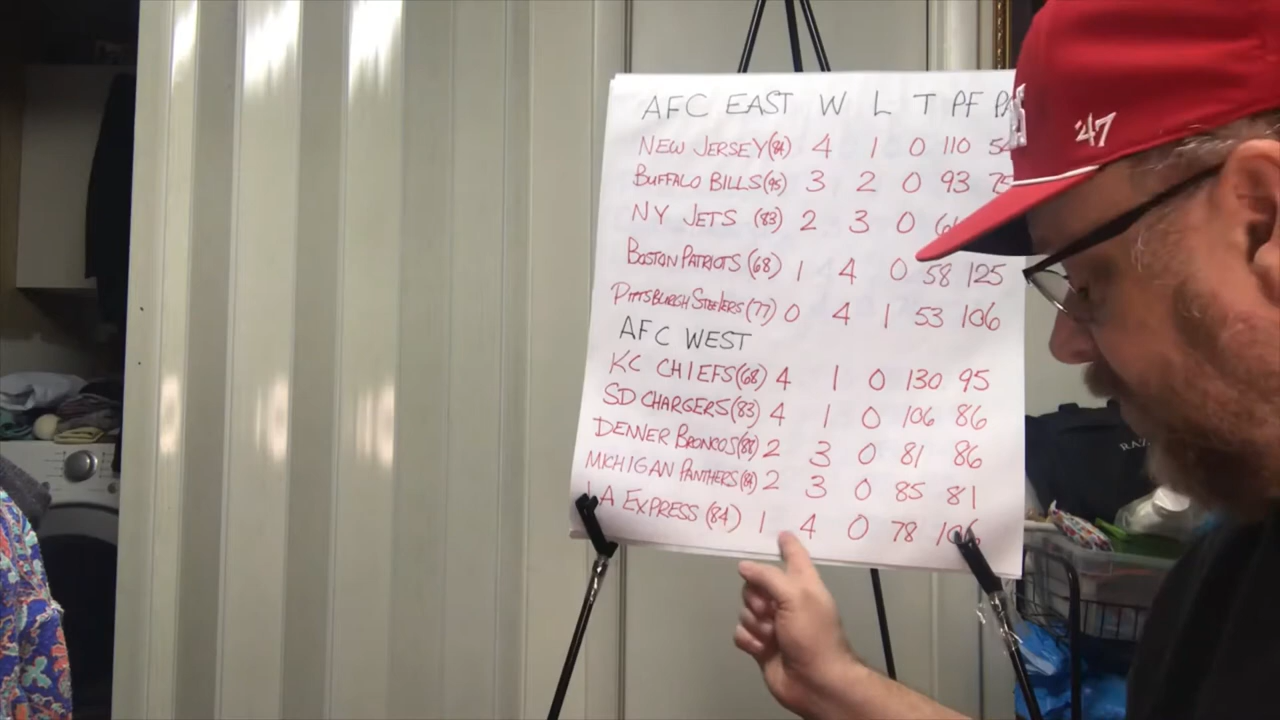 AFC EAST W L T PF
NEW JERSEY (84) 4 1 0 110
BUFFALO BILLS (95) 3 2 0 93
NY JETS (83) 2 3 0
BOSTON PATRIOTS (68) 1 4 0 58 125
PITTSBURGH STEELERS (77) 0 4 1 53 106
AFC WEST
KC CHIEFS (68) 4 1 0 130 95
SD CHARGERS (83) 4 1 0 106 86
DENVER BRONCOS 2 3 0 81 86
MICHIGAN PANTHERS (84) 2 3 0 85 81
LA EXPRESS (84) 1 4 0 78 106
'47